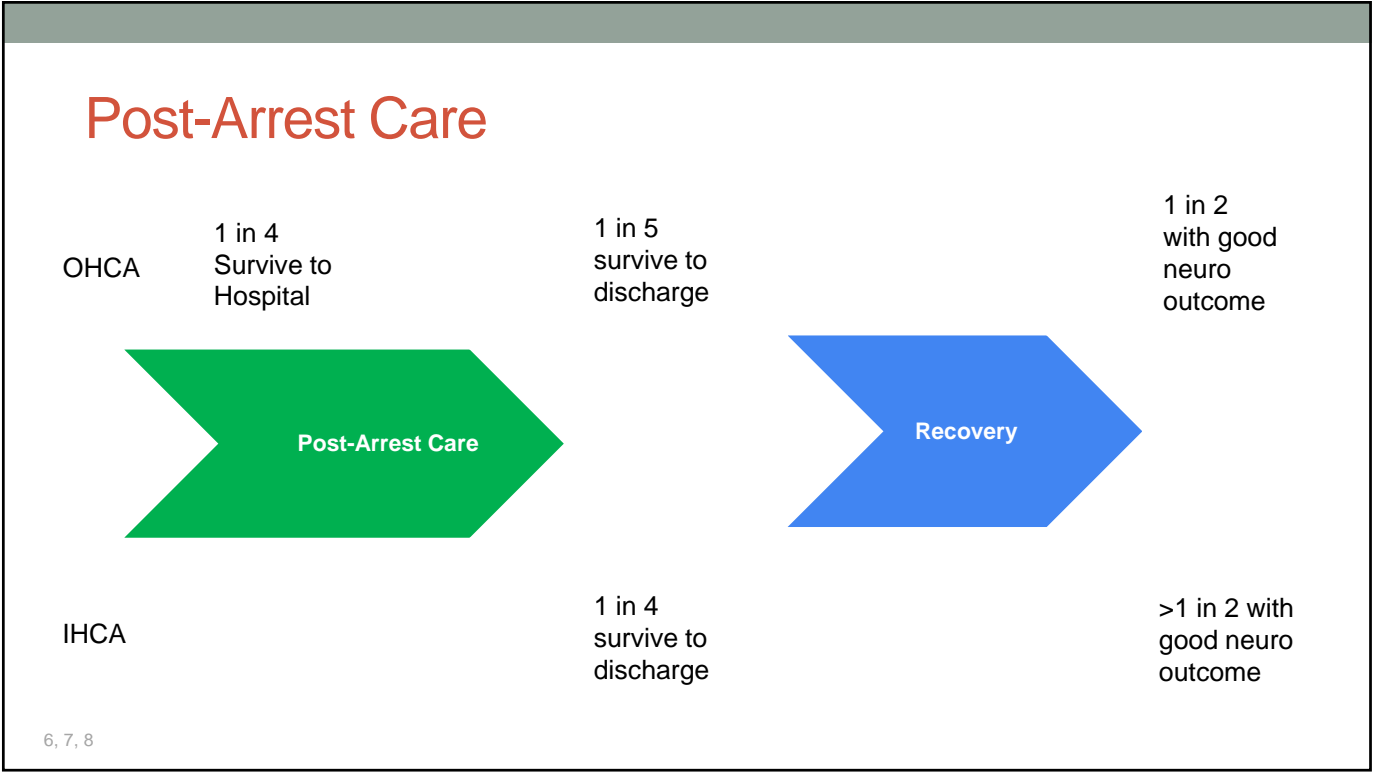 Post-Arrest Care
OHCA
1 in 4
Survive to
Hospital
1 in 5
survive to
discharge
1 in 2
with good
neuro
outcome
Post-Arrest Care
Recovery
IHCA
1 in 4
survive to
discharge
>1 in 2 with
good neuro
outcome
6, 7, 8